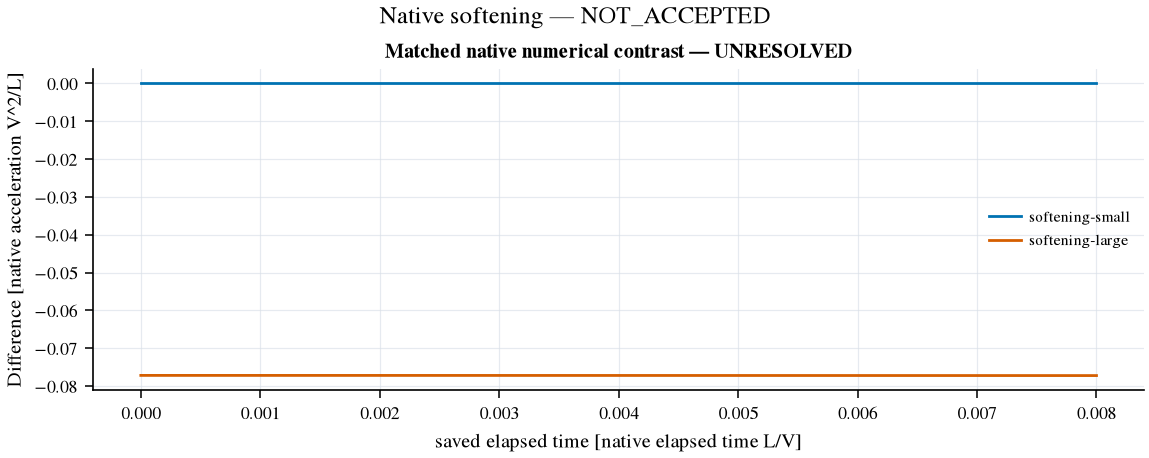 Native softening — NOT_ACCEPTED
Matched native numerical contrast — UNRESOLVED
Difference [native acceleration V^2/L]
0.00
−0.01
−0.02
−0.03
−0.04
−0.05
−0.06
−0.07
−0.08
softening-small
softening-large
0.000 0.001 0.002 0.003 0.004 0.005 0.006 0.007 0.008
saved elapsed time [native elapsed time L/V]